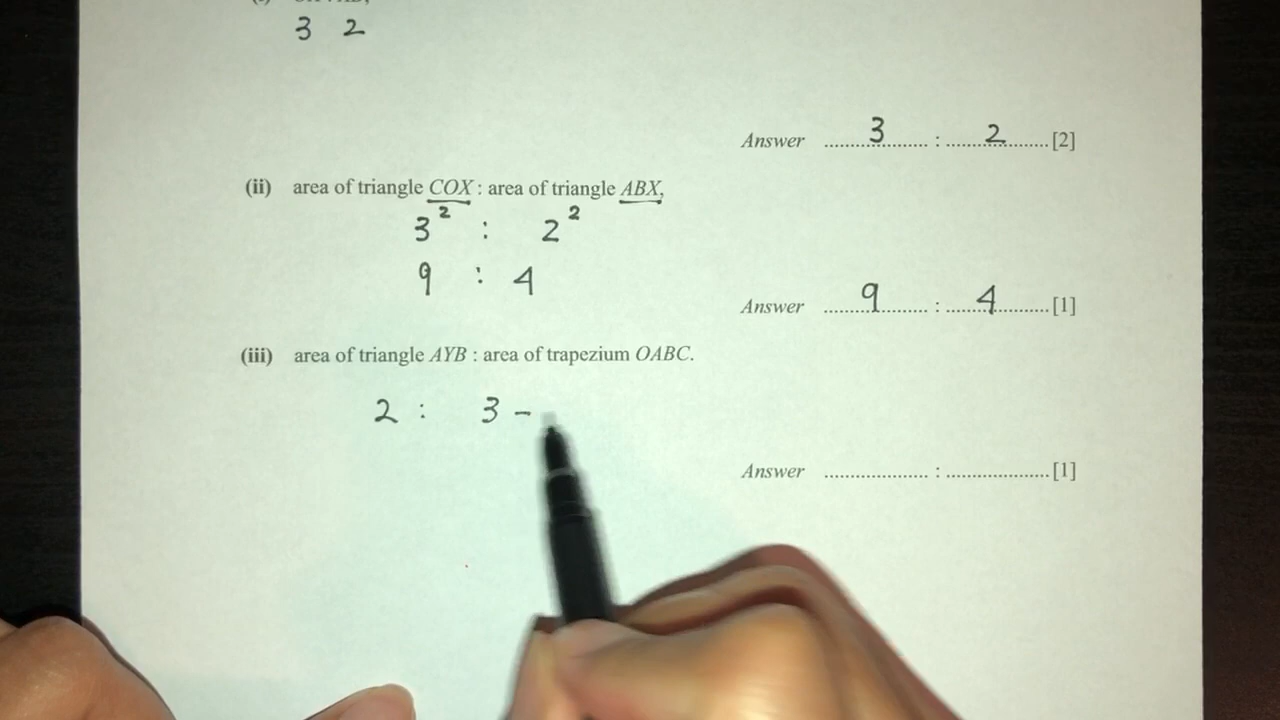 3 2
Answer ..................... : ..................... [2]
3 2
(ii) area of triangle COX : area of triangle ABX,
3² : 2²
9 : 4
Answer ..................... : ..................... [1]
9 4
(iii) area of triangle AYB : area of trapezium OABC.
2 : 3 –
Answer ..................... : ..................... [1]